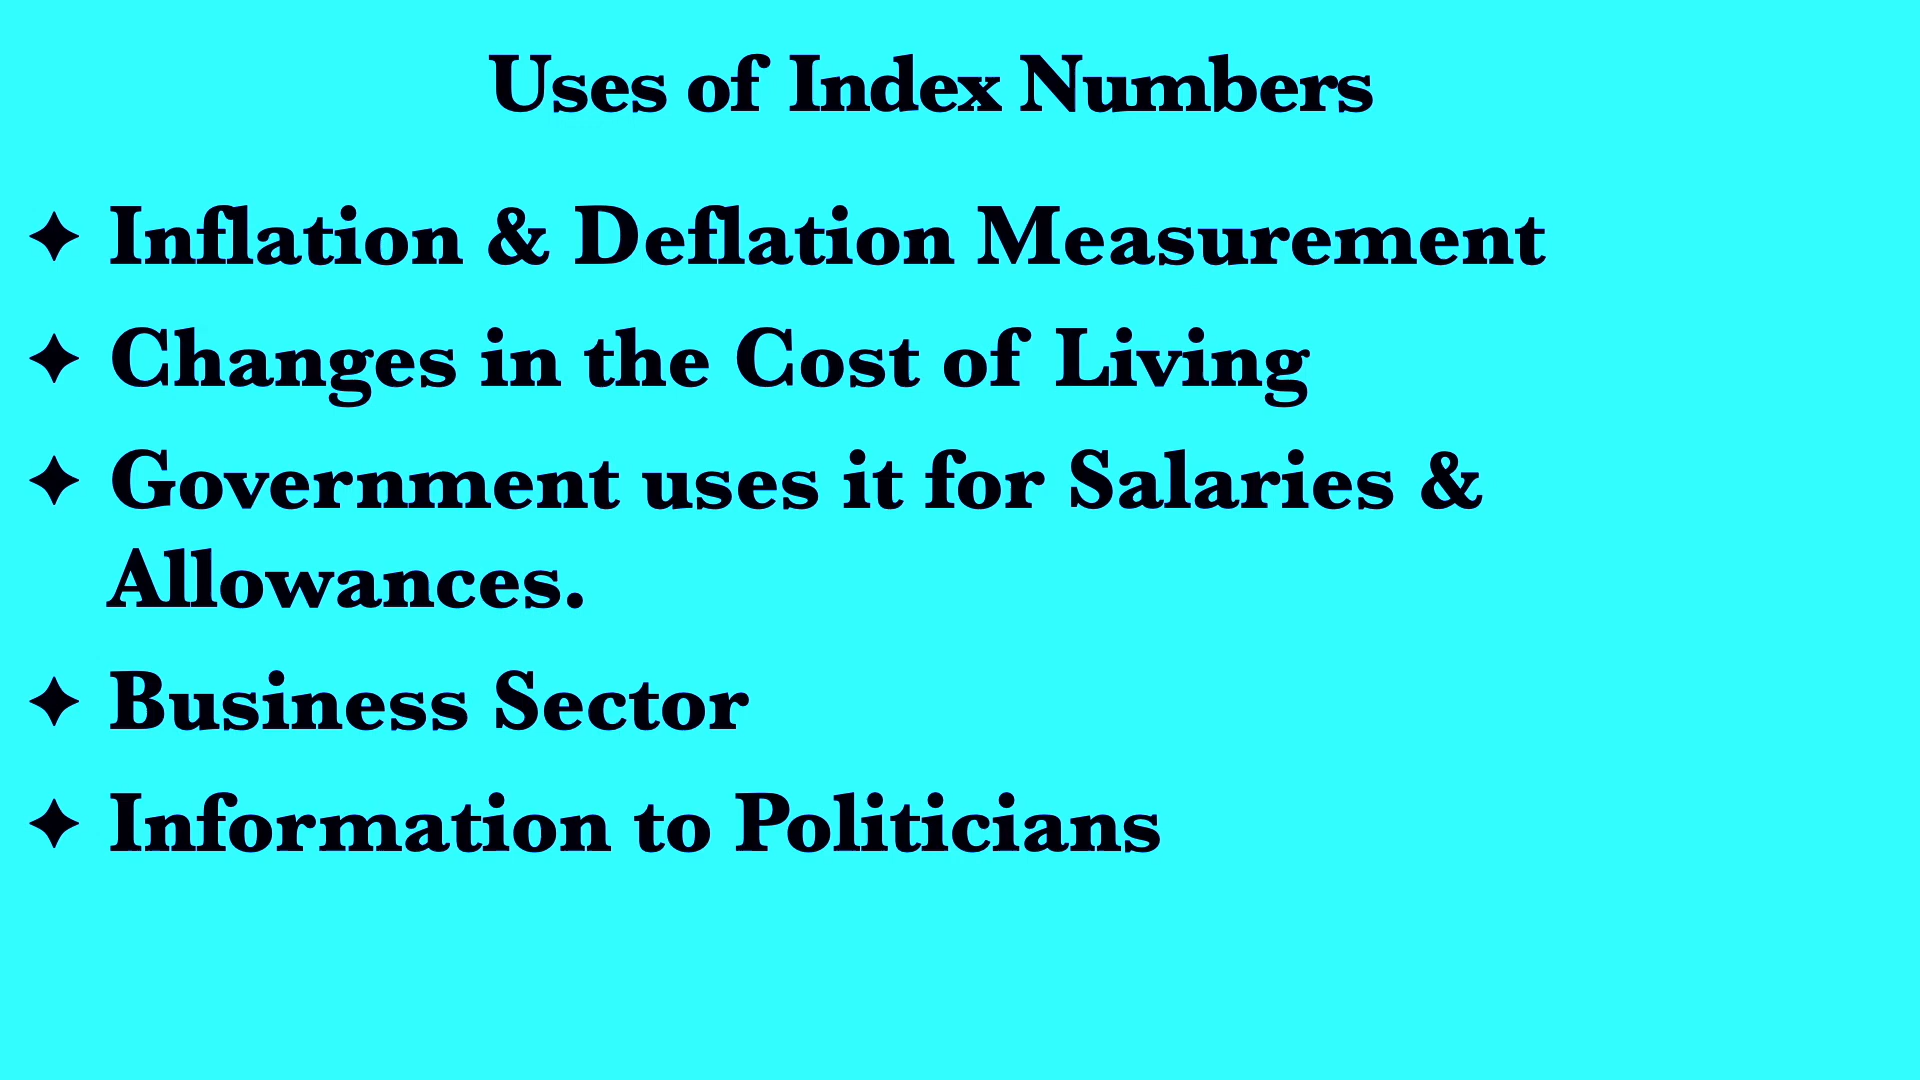 Uses of Index Numbers
✦ Inflation & Deflation Measurement
✦ Changes in the Cost of Living
✦ Government uses it for Salaries &
Allowances.
✦ Business Sector
✦ Information to Politicians